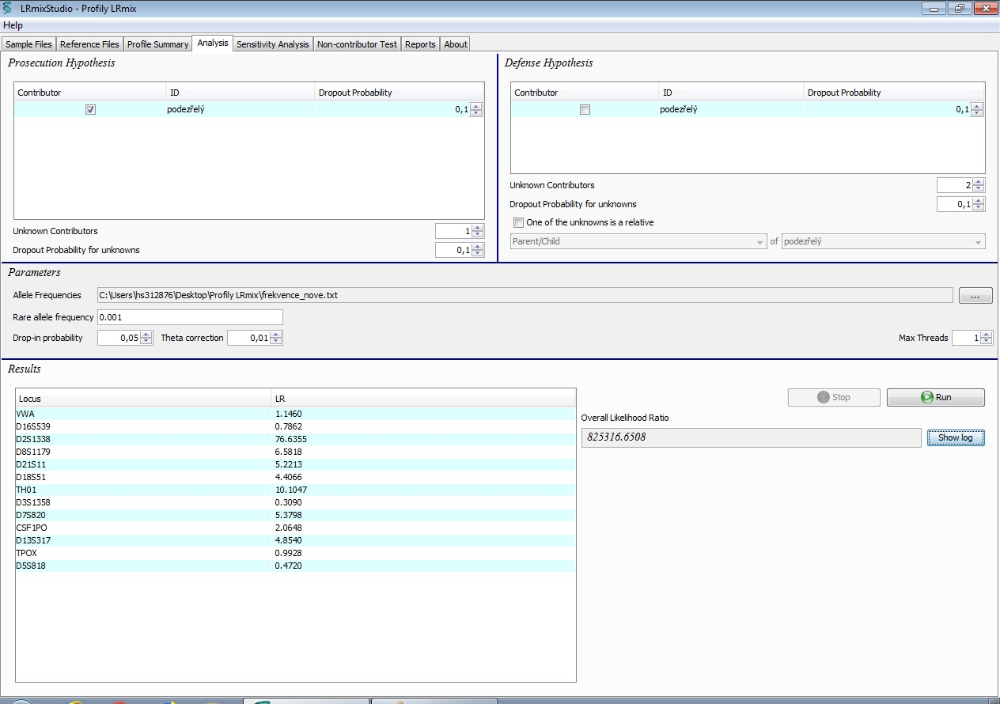 LRmixStudio - Profily LRmix
Help
Sample Files Reference Files Profile Summary Analysis Sensitivity Analysis Non-contributor Test Reports About
Prosecution Hypothesis
Contributor ID Dropout Probability
podezřelý 0,1
Unknown Contributors 1
Dropout Probability for unknowns 0,1
Defense Hypothesis
Contributor ID Dropout Probability
podezřelý 0,1
Unknown Contributors 2
Dropout Probability for unknowns 0,1
One of the unknowns is a relative
Parent/Child of podezřelý
Parameters
Allele Frequencies C:\Users\hs312876\Desktop\Profily LRmix\frekvence_nove.txt ...
Rare allele frequency 0.001
Drop-in probability 0,05 Theta correction 0,01 Max Threads 1
Results
Locus LR
VWA 1.1460
D16S539 0.7862
D2S1338 76.6355
D8S1179 6.5818
D21S11 5.2213
D18S51 4.4066
TH01 10.1047
D3S1358 0.3090
D7S820 5.3798
CSF1PO 2.0648
D13S317 4.8540
TPOX 0.9928
D5S818 0.4720
Stop Run
Overall Likelihood Ratio
825316.6508 Show log